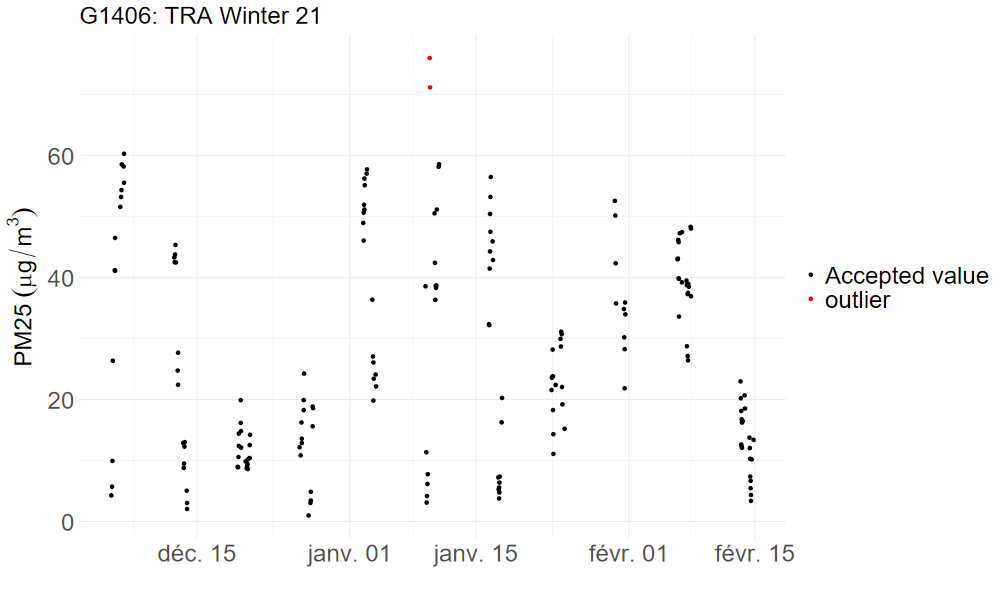 G1406: TRA Winter 21
PM25 (μg/m³)
60
40
20
0
déc. 15
janv. 01
janv. 15
févr. 01
févr. 15
Accepted value
outlier